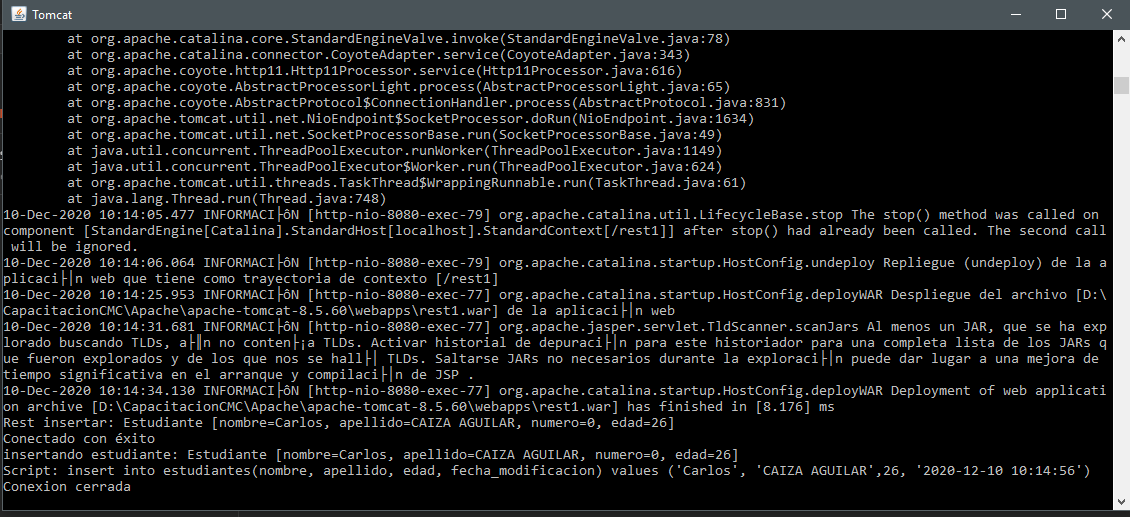 Tomcat
at org.apache.catalina.core.StandardEngineValve.invoke(StandardEngineValve.java:78)
at org.apache.catalina.connector.CoyoteAdapter.service(CoyoteAdapter.java:343)
at org.apache.coyote.http11.Http11Processor.service(Http11Processor.java:616)
at org.apache.coyote.AbstractProcessorLight.process(AbstractProcessorLight.java:65)
at org.apache.coyote.AbstractProtocol$ConnectionHandler.process(AbstractProtocol.java:831)
at org.apache.tomcat.util.net.NioEndpoint$SocketProcessor.doRun(NioEndpoint.java:1634)
at org.apache.tomcat.util.net.SocketProcessorBase.run(SocketProcessorBase.java:49)
at java.util.concurrent.ThreadPoolExecutor.runWorker(ThreadPoolExecutor.java:1149)
at java.util.concurrent.ThreadPoolExecutor$Worker.run(ThreadPoolExecutor.java:624)
at org.apache.tomcat.util.threads.TaskThread$WrappingRunnable.run(TaskThread.java:61)
at java.lang.Thread.run(Thread.java:748)
10-Dec-2020 10:14:05.477 INFORMACI├ôN [http-nio-8080-exec-79] org.apache.catalina.util.LifecycleBase.stop The stop() method was called on
component [StandardEngine[Catalina].StandardHost[localhost].StandardContext[/rest1]] after stop() had already been called. The second call
will be ignored.
10-Dec-2020 10:14:06.064 INFORMACI├ôN [http-nio-8080-exec-79] org.apache.catalina.startup.HostConfig.undeploy Repliegue (undeploy) de la a
plicaci├│n web que tiene como trayectoria de contexto [/rest1]
10-Dec-2020 10:14:25.953 INFORMACI├ôN [http-nio-8080-exec-77] org.apache.catalina.startup.HostConfig.deployWAR Despliegue del archivo [D:\
CapacitacionCMC\Apache\apache-tomcat-8.5.60\webapps\rest1.war] de la aplicaci├│n web
10-Dec-2020 10:14:31.681 INFORMACI├ôN [http-nio-8080-exec-77] org.apache.jasper.servlet.TldScanner.scanJars Al menos un JAR, que se ha exp
lorado buscando TLDs, a├║n no conten├¡a TLDs. Activar historial de depuraci├│n para este historiador para una completa lista de los JARs q
ue fueron explorados y de los que nos se hall├│ TLDs. Saltarse JARs no necesarios durante la exploraci├│n puede dar lugar a una mejora de
tiempo significativa en el arranque y compilaci├│n de JSP .
10-Dec-2020 10:14:34.130 INFORMACI├ôN [http-nio-8080-exec-77] org.apache.catalina.startup.HostConfig.deployWAR Deployment of web applicati
on archive [D:\CapacitacionCMC\Apache\apache-tomcat-8.5.60\webapps\rest1.war] has finished in [8.176] ms
Rest insertar: Estudiante [nombre=Carlos, apellido=CAIZA AGUILAR, numero=0, edad=26]
Conectado con éxito
insertando estudiante: Estudiante [nombre=Carlos, apellido=CAIZA AGUILAR, numero=0, edad=26]
Script: insert into estudiantes(nombre, apellido, edad, fecha_modificacion) values ('Carlos', 'CAIZA AGUILAR',26, '2020-12-10 10:14:56')
Conexion cerrada